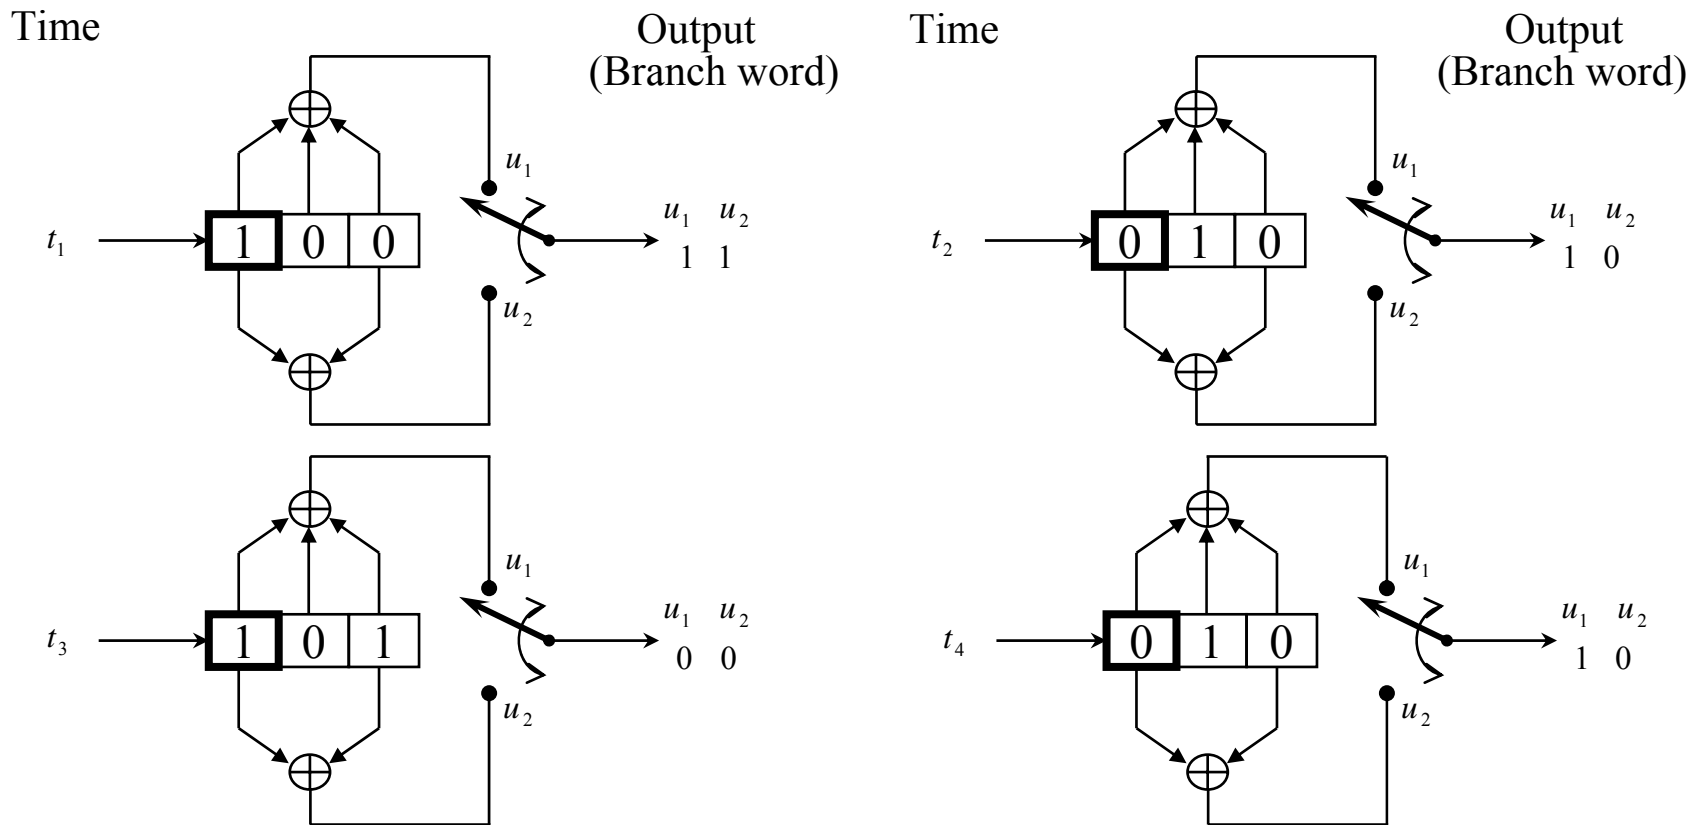 Time Output Time Output
(Branch word) (Branch word)
u1 u1
t1 1 0 0 u1 u2 t2 0 1 0 u1 u2
1 1 1 0
u2 u2
u1 u1
t3 1 0 1 u1 u2 t4 0 1 0 u1 u2
0 0 1 0
u2 u2